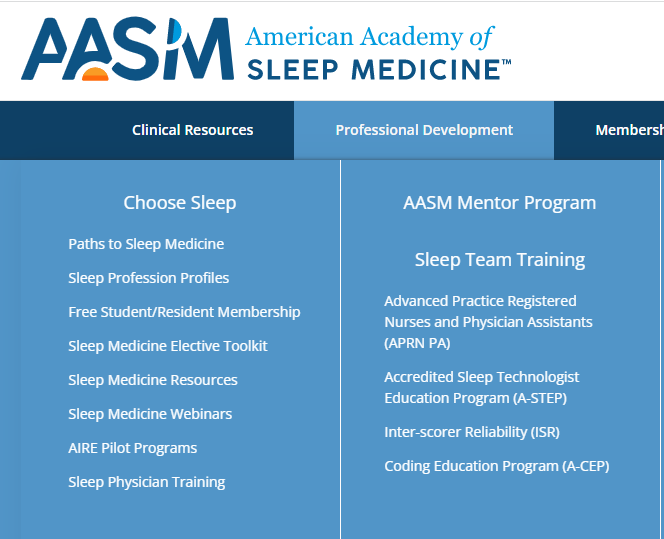 AASM
American Academy of
SLEEP MEDICINE™
Clinical Resources
Professional Development
Membersh
Choose Sleep
Paths to Sleep Medicine
Sleep Profession Profiles
Free Student/Resident Membership
Sleep Medicine Elective Toolkit
Sleep Medicine Resources
Sleep Medicine Webinars
AIRE Pilot Programs
Sleep Physician Training
AASM Mentor Program
Sleep Team Training
Advanced Practice Registered
Nurses and Physician Assistants
(APRN PA)
Accredited Sleep Technologist
Education Program (A-STEP)
Inter-scorer Reliability (ISR)
Coding Education Program (A-CEP)